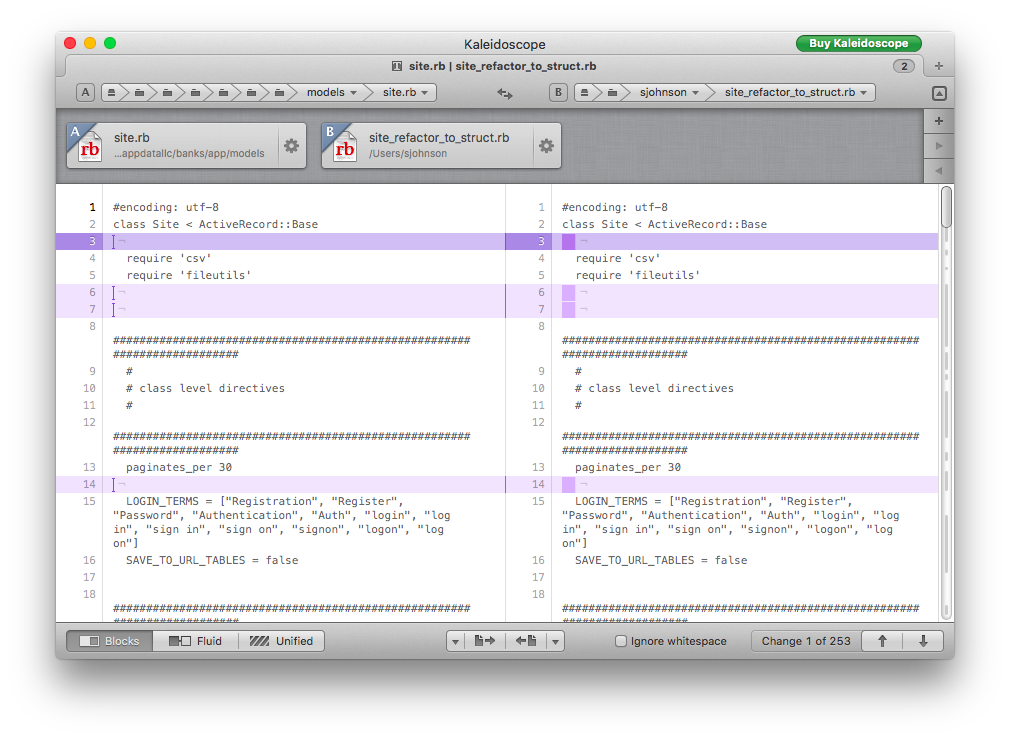 Kaleidoscope
Buy Kaleidoscope
site.rb | site_refactor_to_struct.rb
2
A
models
site.rb
B
sjohnson
site_refactor_to_struct.rb
A
rb
site.rb
...appdatallc/banks/app/models
B
rb
site_refactor_to_struct.rb
/Users/sjohnson
1 #encoding: utf-8
2 class Site < ActiveRecord::Base
3 ¬
4 require 'csv'
5 require 'fileutils'
6 ¬
7 ¬
8
######################################################
###################
9 #
10 # class level directives
11 #
12
######################################################
###################
13 paginates_per 30
14 ¬
15 LOGIN_TERMS = ["Registration", "Register",
"Password", "Authentication", "Auth", "login", "log
in", "sign in", "sign on", "signon", "logon", "log
on"]
16 SAVE_TO_URL_TABLES = false
17
18
######################################################
1 #encoding: utf-8
2 class Site < ActiveRecord::Base
3 ¬
4 require 'csv'
5 require 'fileutils'
6 ¬
7 ¬
8
######################################################
###################
9 #
10 # class level directives
11 #
12
######################################################
###################
13 paginates_per 30
14 ¬
15 LOGIN_TERMS = ["Registration", "Register",
"Password", "Authentication", "Auth", "login", "log
in", "sign in", "sign on", "signon", "logon", "log
on"]
16 SAVE_TO_URL_TABLES = false
17
18
######################################################
Blocks
Fluid
Unified
Ignore whitespace
Change 1 of 253